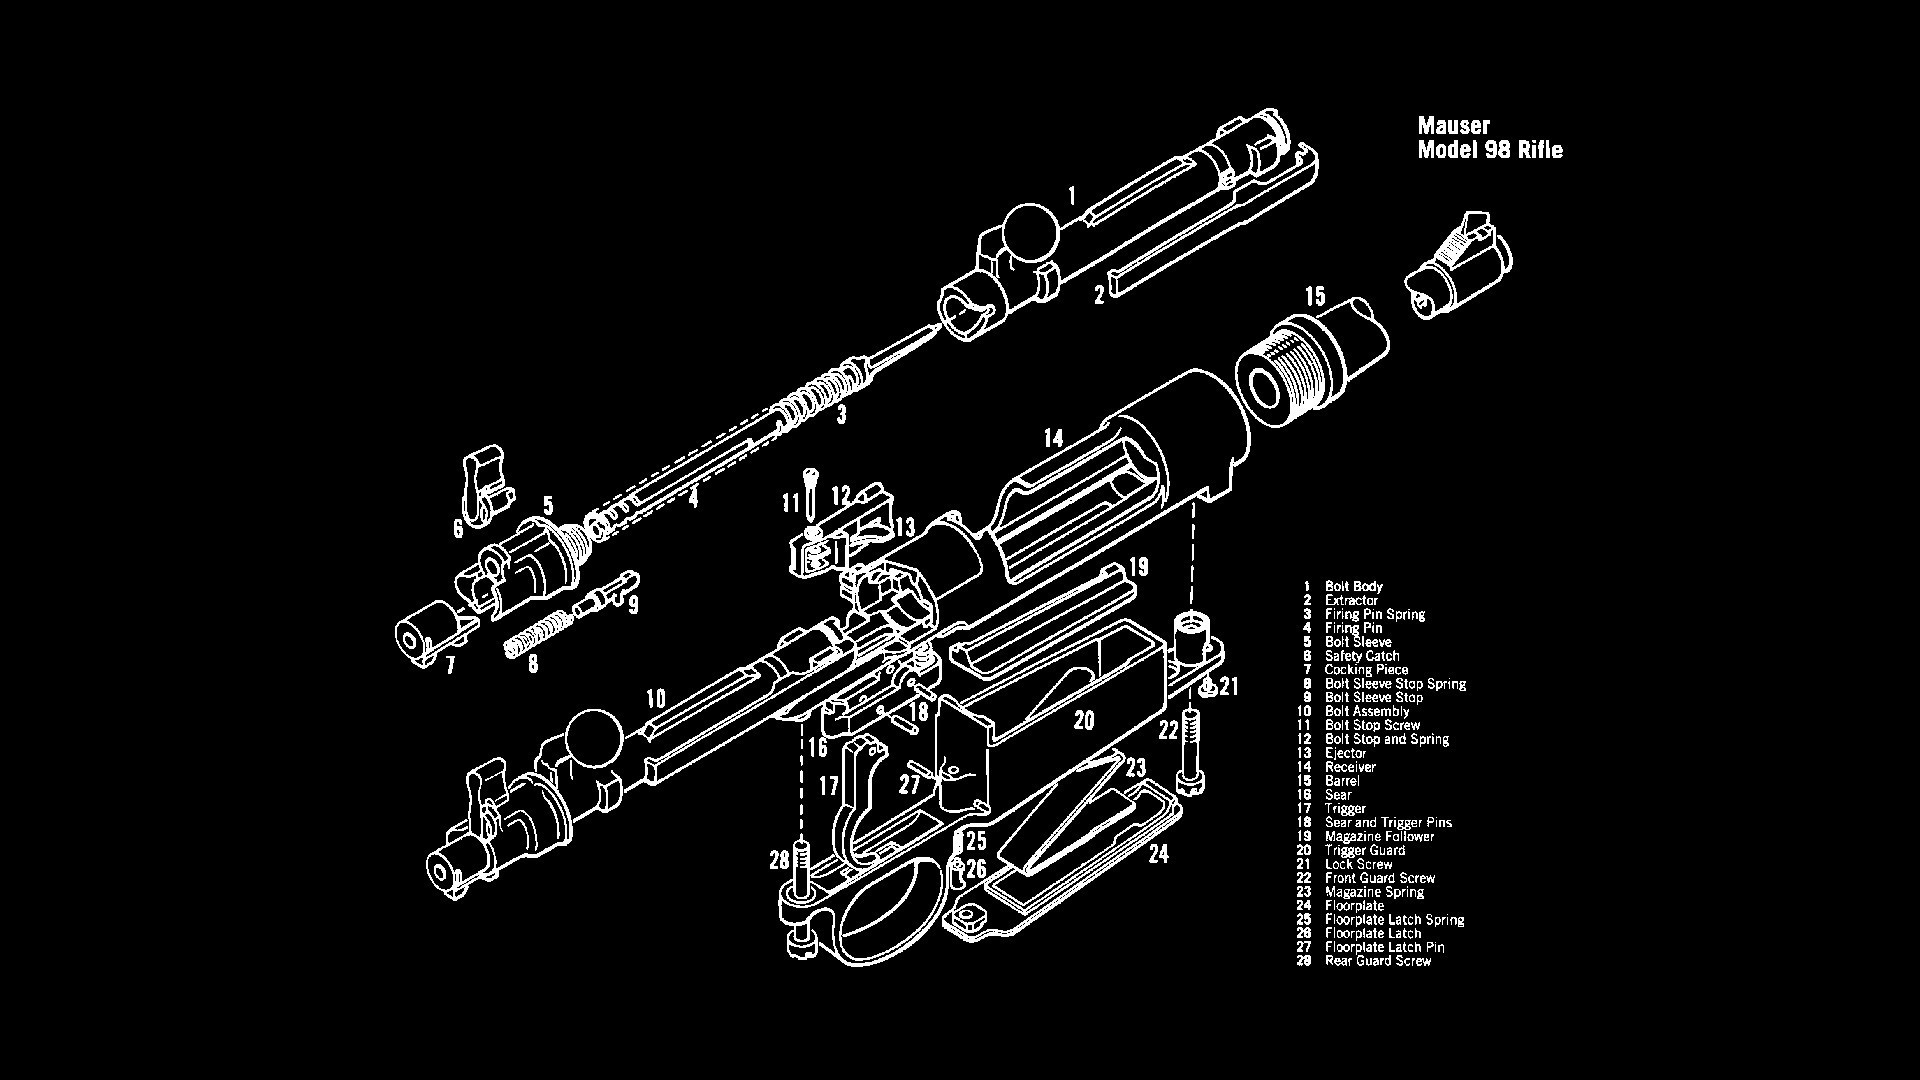 Mauser
Model 98 Rifle
1
2
15
3
14
4
5
6
11
12
13
19
9
7
8
10
18
20
21
16
22
17
27
23
25
28
26
24
1 Bolt Body
2 Extractor
3 Firing Pin Spring
4 Firing Pin
5 Bolt Sleeve
6 Safety Catch
7 Cocking Piece
8 Bolt Sleeve Stop Spring
9 Bolt Sleeve Stop
10 Bolt Assembly
11 Bolt Stop Screw
12 Bolt Stop and Spring
13 Ejector
14 Receiver
15 Barrel
16 Sear
17 Trigger
18 Sear and Trigger Pins
19 Magazine Follower
20 Trigger Guard
21 Lock Screw
22 Front Guard Screw
23 Magazine Spring
24 Floorplate
25 Floorplate Latch Spring
26 Floorplate Latch
27 Floorplate Latch Pin
28 Rear Guard Screw